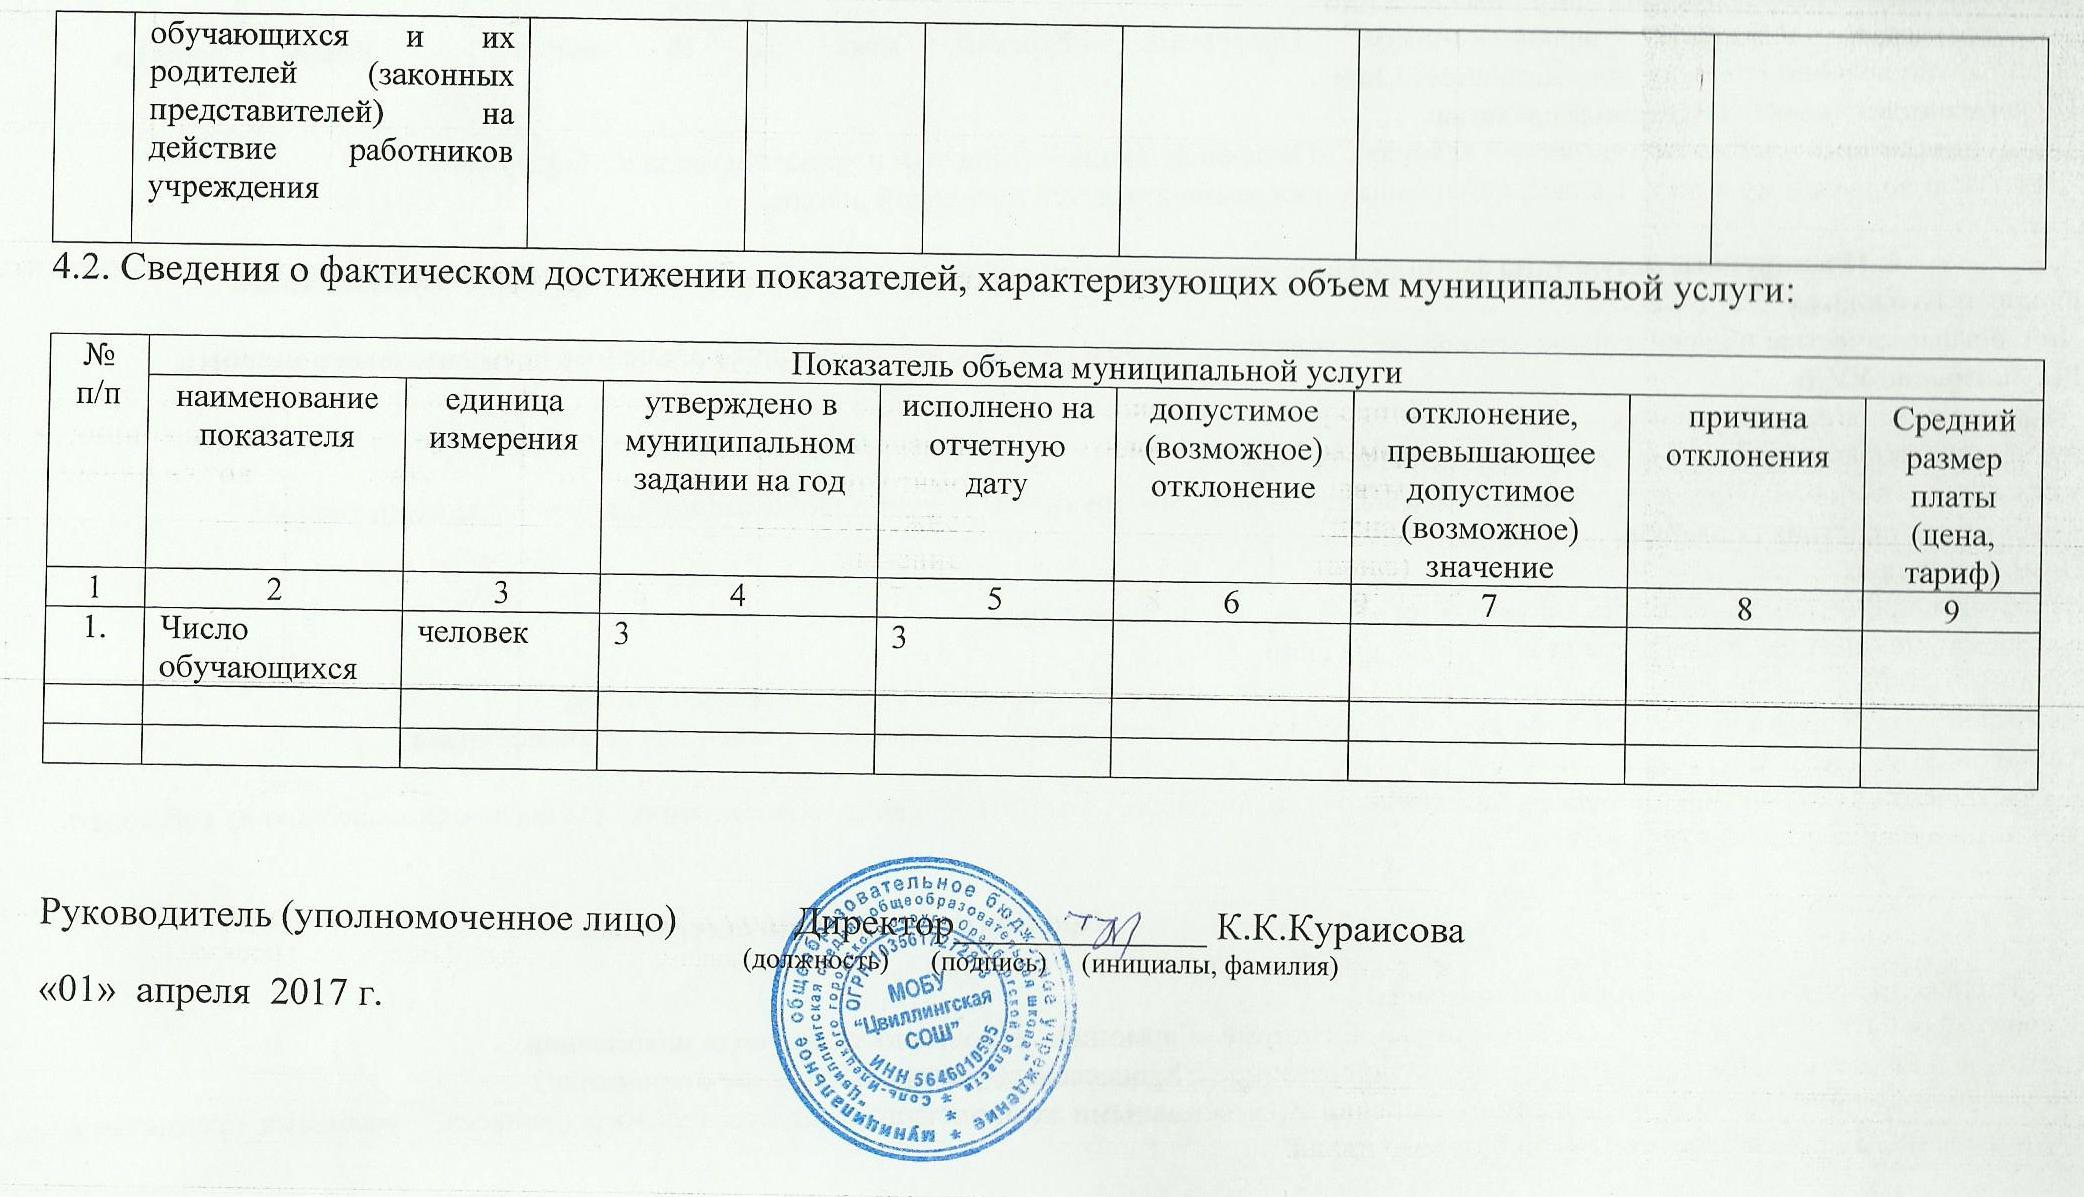 обучающихся и их
родителей (законных
представителей) на
действие работников
учреждения
4.2. Сведения о фактическом достижении показателей, характеризующих объем муниципальной услуги:
№
п/п
Показатель объема муниципальной услуги
наименование
показателя
единица
измерения
утверждено в
муниципальном
задании на год
исполнено на
отчетную
дату
допустимое
(возможное)
отклонение
отклонение,
превышающее
допустимое
(возможное)
значение
причина
отклонения
Средний
размер
платы
(цена,
тариф)
1 2 3 4 5 6 7 8 9
1. Число
обучающихся
человек 3 3
Руководитель (уполномоченное лицо) Директор К.К.Кураисова
(должность) (подпись) (инициалы, фамилия)
«01» апреля 2017 г.
муниципальное общеобразовательное учреждение
МОБУ
"Цвиллингская
СОШ"
ИНН 5646010595